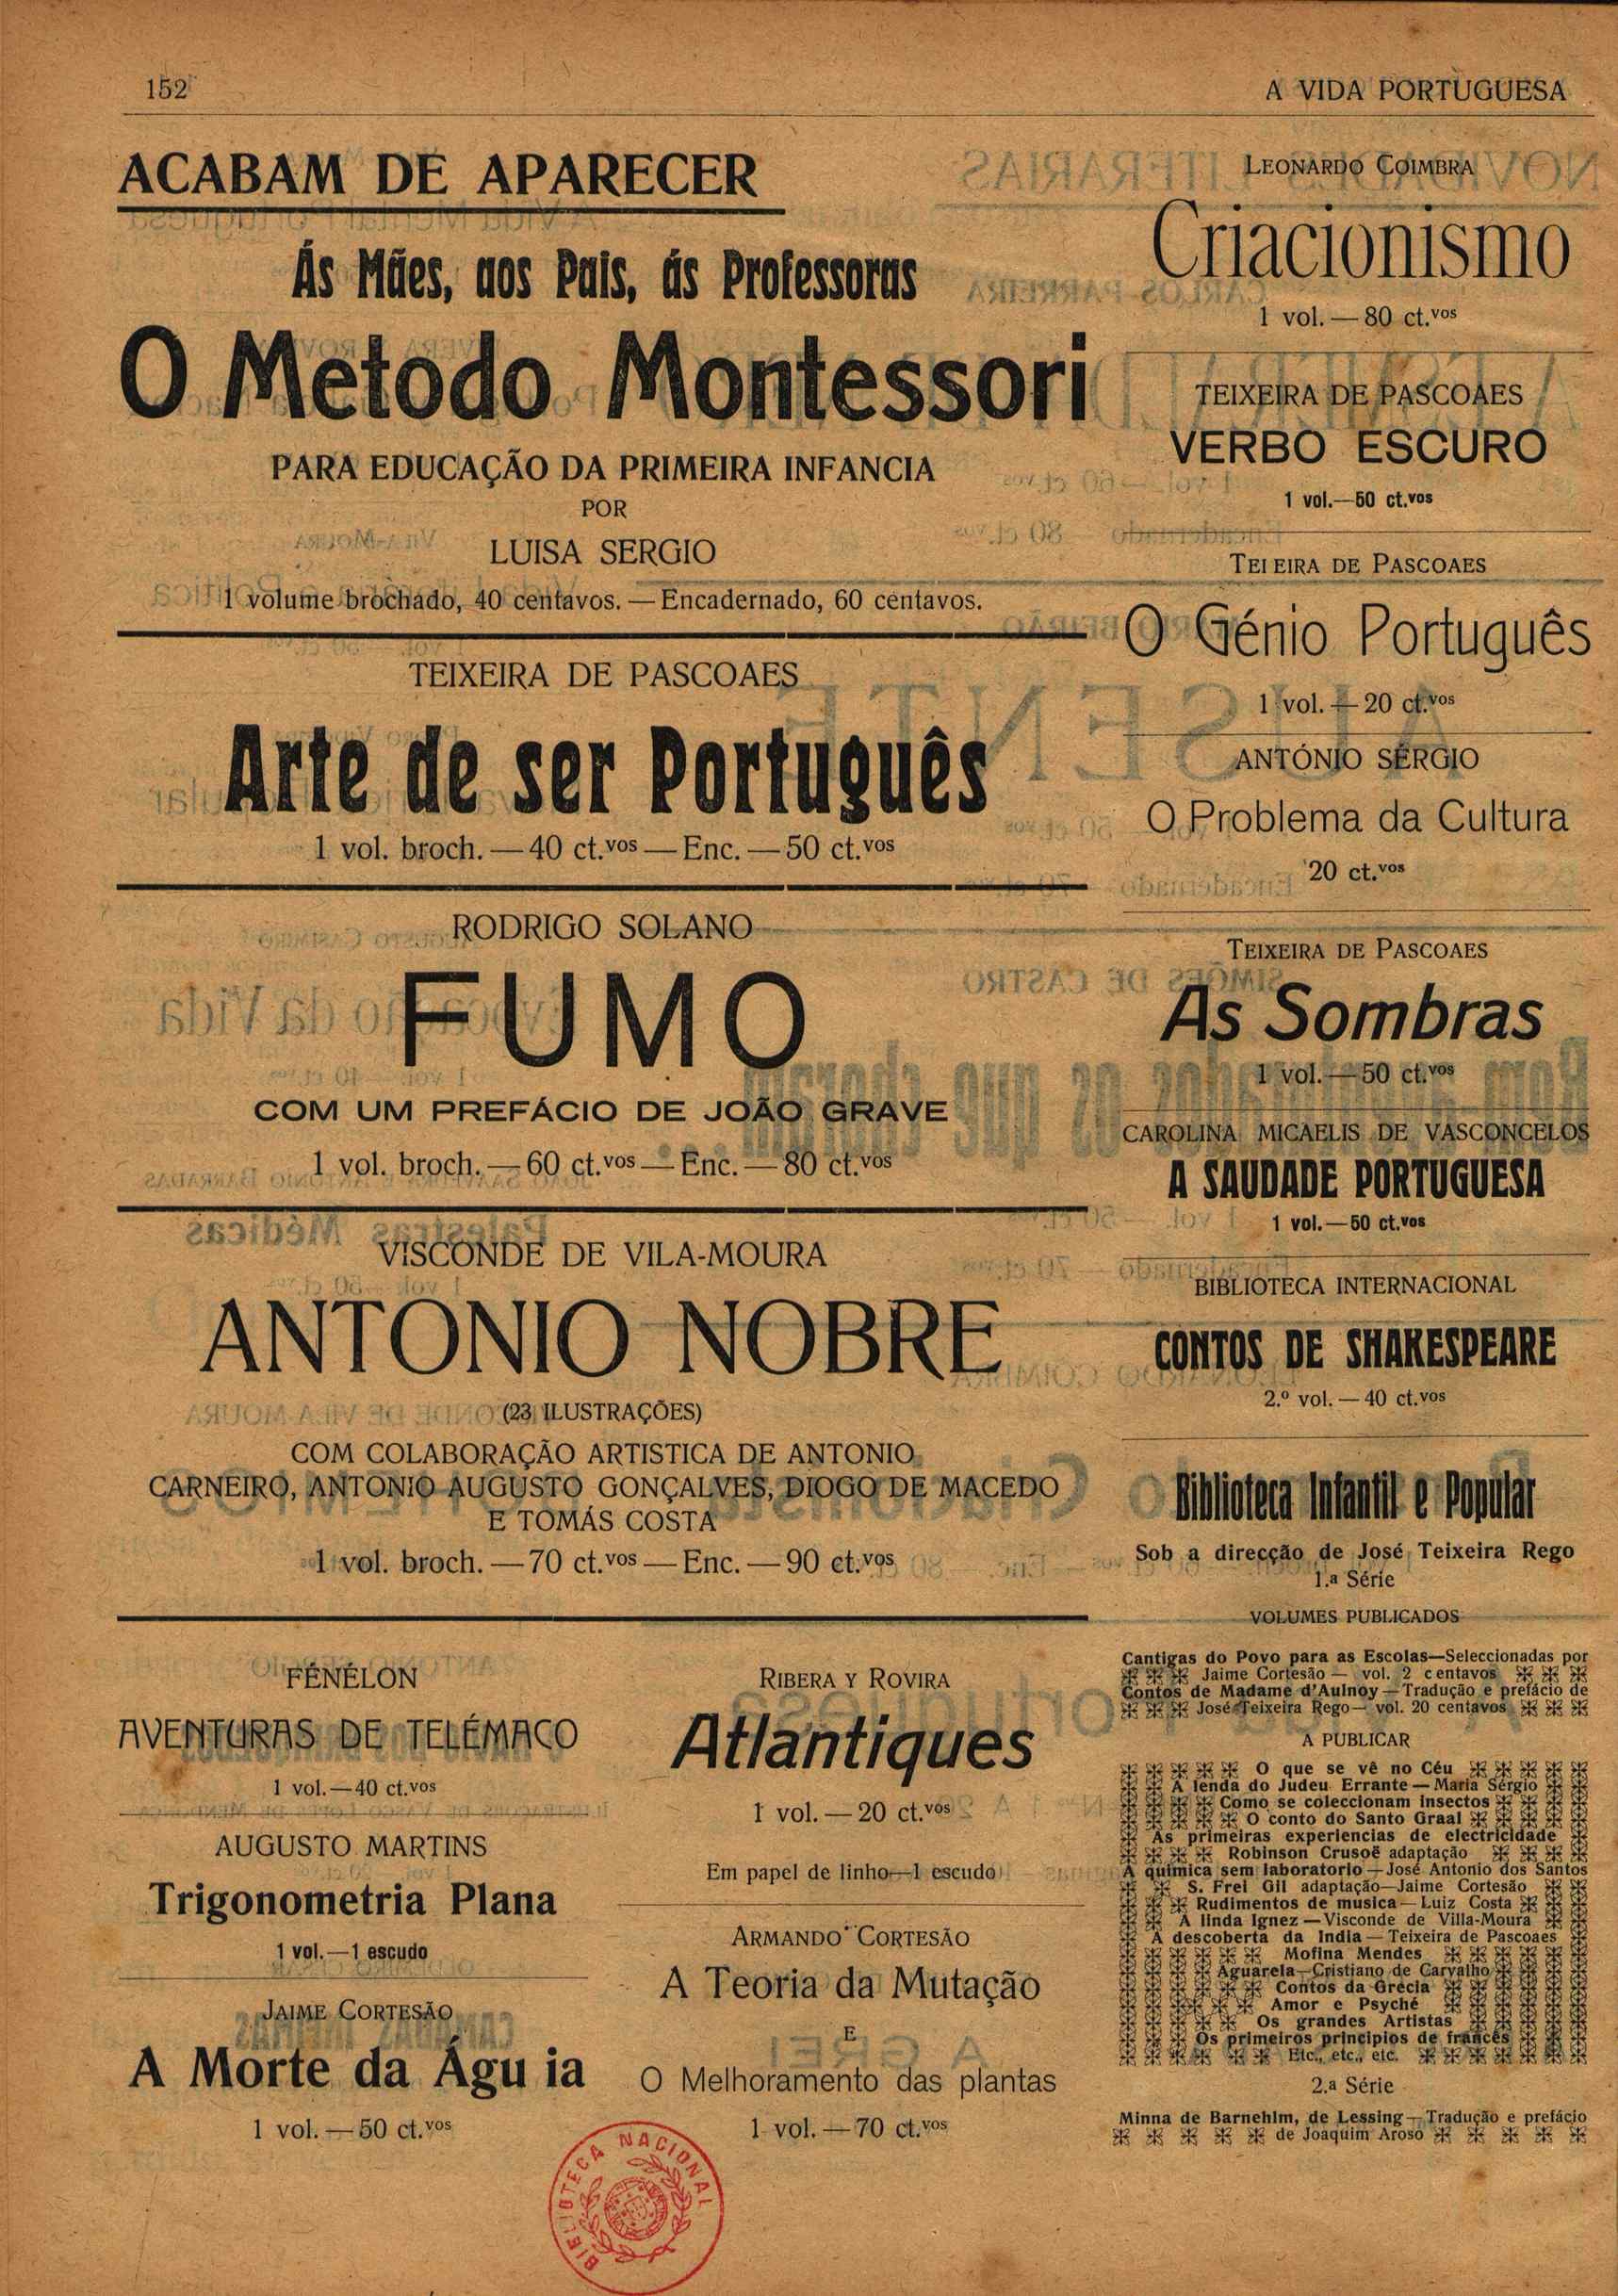 152
A VIDA PORTUGUESA
ACABAM DE APARECER
Ás Mães, aos Pais, ás Professoras
O Metodo Montessori
PARA EDUCAÇÃO DA PRIMEIRA INFANCIA
POR
LUISA SERGIO
1 volume brochado, 40 centavos. — Encadernado, 60 centavos.
TEIXEIRA DE PASCOAES
Arte de ser Português
1 vol. broch. — 40 ct.vos — Enc. — 50 ct.vos
RODRIGO SOLANO
FUMO
COM UM PREFÁCIO DE JOÃO GRAVE
1 vol. broch. — 60 ct.vos — Enc. — 80 ct.vos
VISCONDE DE VILA-MOURA
ANTONIO NOBRE
(23 ILUSTRAÇÕES)
COM COLABORAÇÃO ARTISTICA DE ANTONIO
CARNEIRO, ANTONIO AUGUSTO GONÇALVES, DIOGO DE MACEDO
E TOMÁS COSTA
1 vol. broch. — 70 ct.vos — Enc. — 90 ct.vos
FÉNÉLON
AVENTURAS DE TELÉMACO
1 vol. — 40 ct.vos
AUGUSTO MARTINS
Trigonometria Plana
1 vol. — 1 escudo
JAIME CORTESÃO
A Morte da Águ ia
1 vol. — 50 ct.vos
RIBERA Y ROVIRA
Atlantiques
1 vol. — 20 ct.vos
Em papel de linho — 1 escudo
ARMANDO CORTESÃO
A Teoria da Mutação
E
O Melhoramento das plantas
1 vol. — 70 ct.vos
LEONARDO COIMBRA
Criacionismo
1 vol. — 80 ct.vos
TEIXEIRA DE PASCOAES
VERBO ESCURO
1 vol. — 50 ct.vos
TEI EIRA DE PASCOAES
O Génio Português
1 vol. — 20 ct.vos
ANTÓNIO SÉRGIO
O Problema da Cultura
20 ct.vos
TEIXEIRA DE PASCOAES
As Sombras
1 vol. — 50 ct.vos
CAROLINA MICAELIS DE VASCONCELOS
A SAUDADE PORTUGUESA
1 vol. — 50 ct.vos
BIBLIOTECA INTERNACIONAL
CONTOS DE SHAKESPEARE
2.º vol. — 40 ct.vos
Biblioteca Infantil e Popular
Sob a direcção de José Teixeira Rego
1.ª Série
VOLUMES PUBLICADOS
Cantigas do Povo para as Escolas — Seleccionadas por
Jaime Cortesão — vol. 2 centavos
Contos de Madame d'Aulnoy — Tradução e prefácio de
José Teixeira Rego — vol. 20 centavos
A PUBLICAR
O que se vê no Céu
A lenda do Judeu Errante — Maria Sérgio
Como se coleccionam insectos
O conto do Santo Graal
As primeiras experiencias de electricidade
Robinson Crusoë adaptação
A quimica sem laboratorio — José Antonio dos Santos
S. Frei Gil adaptação — Jaime Cortesão
Rudimentos de musica — Luiz Costa
A linda Ignez — Visconde de Villa-Moura
A descoberta da India — Teixeira de Pascoaes
Mofina Mendes
Aguarela — Cristiano de Carvalho
Contos da Grécia
Amor e Psyché
Os grandes Artistas
Os primeiros principios de francês
Etc., etc., etc.
2.ª Série
Minna de Barnehlm, de Lessing — Tradução e prefácio
de Joaquim Aroso
BIBLIOTECA NACIONAL